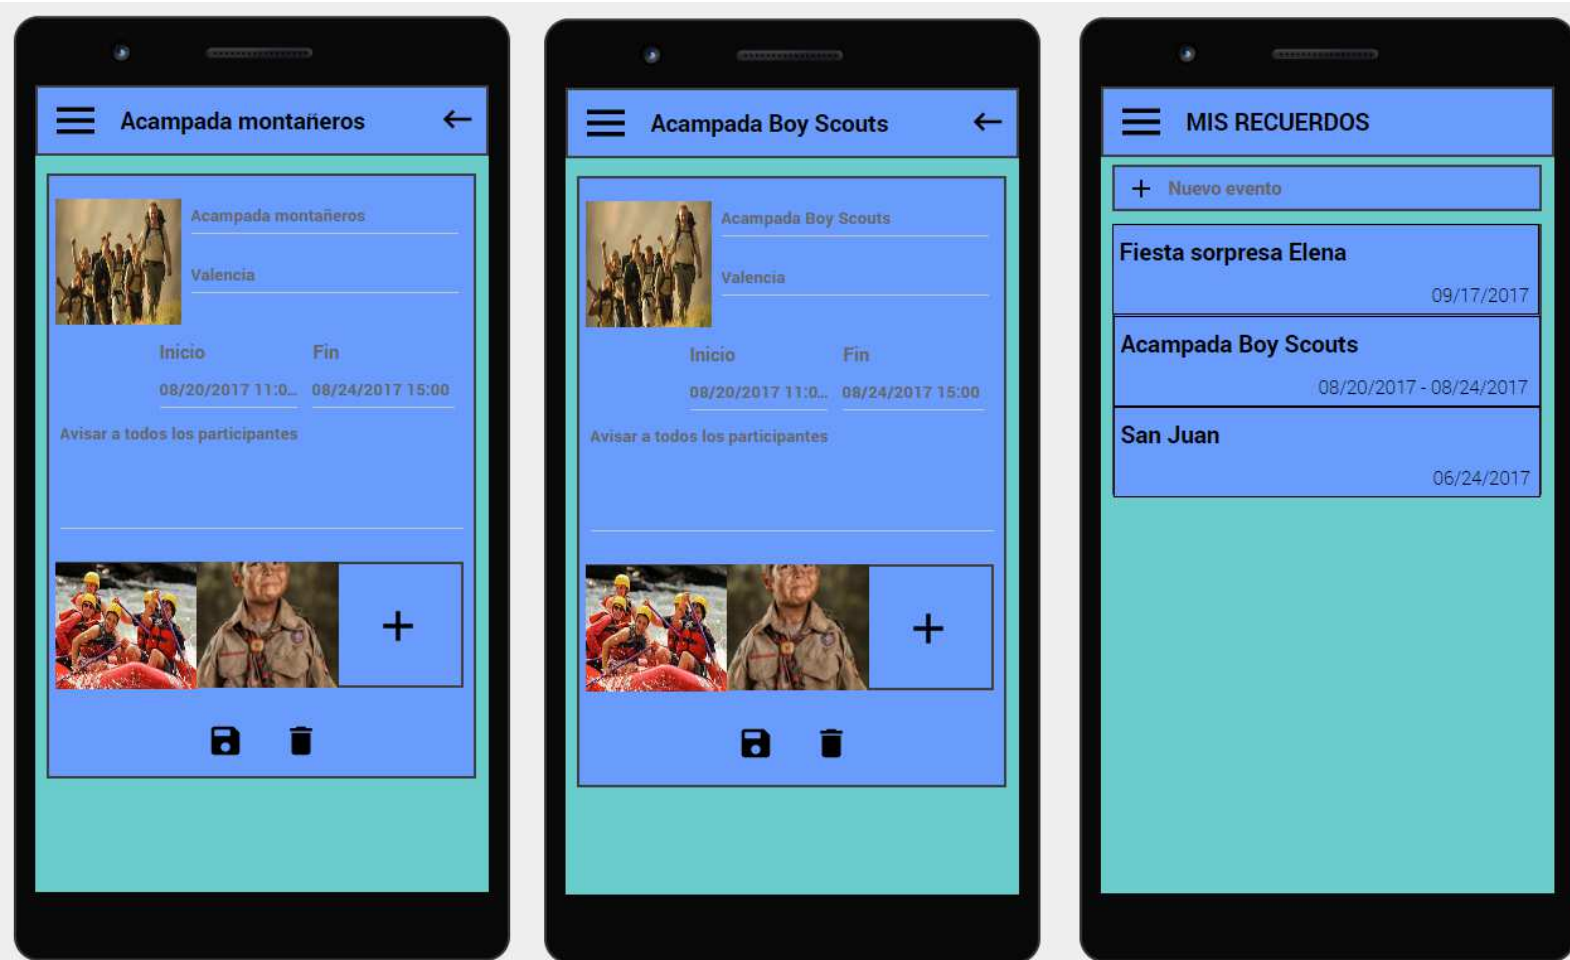 Acampada montañeros
Acampada montañeros
Valencia
Inicio Fin
08/20/2017 11:0... 08/24/2017 15:00
Avisar a todos los participantes
Acampada Boy Scouts
Acampada Boy Scouts
Valencia
Inicio Fin
08/20/2017 11:0... 08/24/2017 15:00
Avisar a todos los participantes
MIS RECUERDOS
+ Nuevo evento
Fiesta sorpresa Elena
09/17/2017
Acampada Boy Scouts
08/20/2017 - 08/24/2017
San Juan
06/24/2017